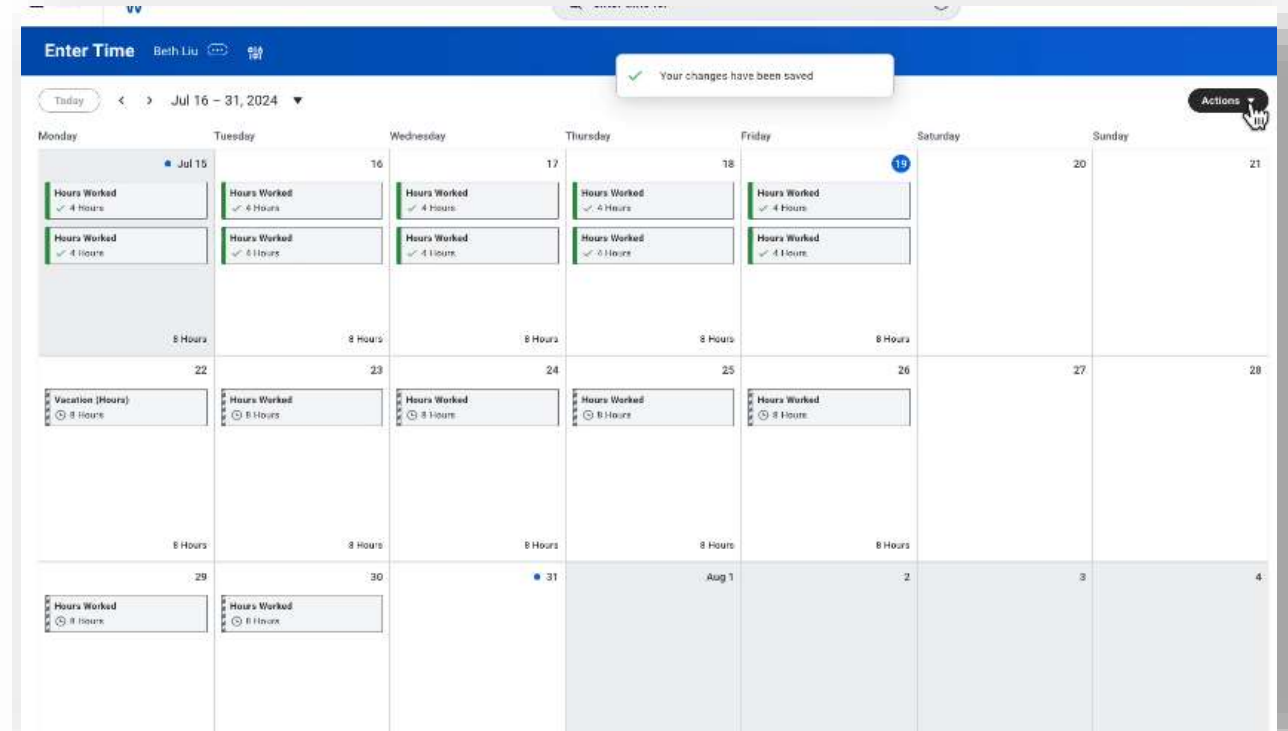 Enter Time Beth Liu
Your changes have been saved
Today < > Jul 16 – 31, 2024
Actions
Monday Tuesday Wednesday Thursday Friday Saturday Sunday
Jul 15 16 17 18 19 20 21
Hours Worked Hours Worked Hours Worked Hours Worked Hours Worked
4 Hours 4 Hours 4 Hours 4 Hours 4 Hours
Hours Worked Hours Worked Hours Worked Hours Worked Hours Worked
4 Hours 4 Hours 4 Hours 4 Hours 4 Hours
8 Hours 8 Hours 8 Hours 8 Hours 8 Hours
22 23 24 25 26 27 28
Vacation (Hours) Hours Worked Hours Worked Hours Worked Hours Worked
8 Hours 8 Hours 8 Hours 8 Hours 8 Hours
8 Hours 8 Hours 8 Hours 8 Hours 8 Hours
29 30 31 Aug 1 2 3 4
Hours Worked Hours Worked
8 Hours 8 Hours